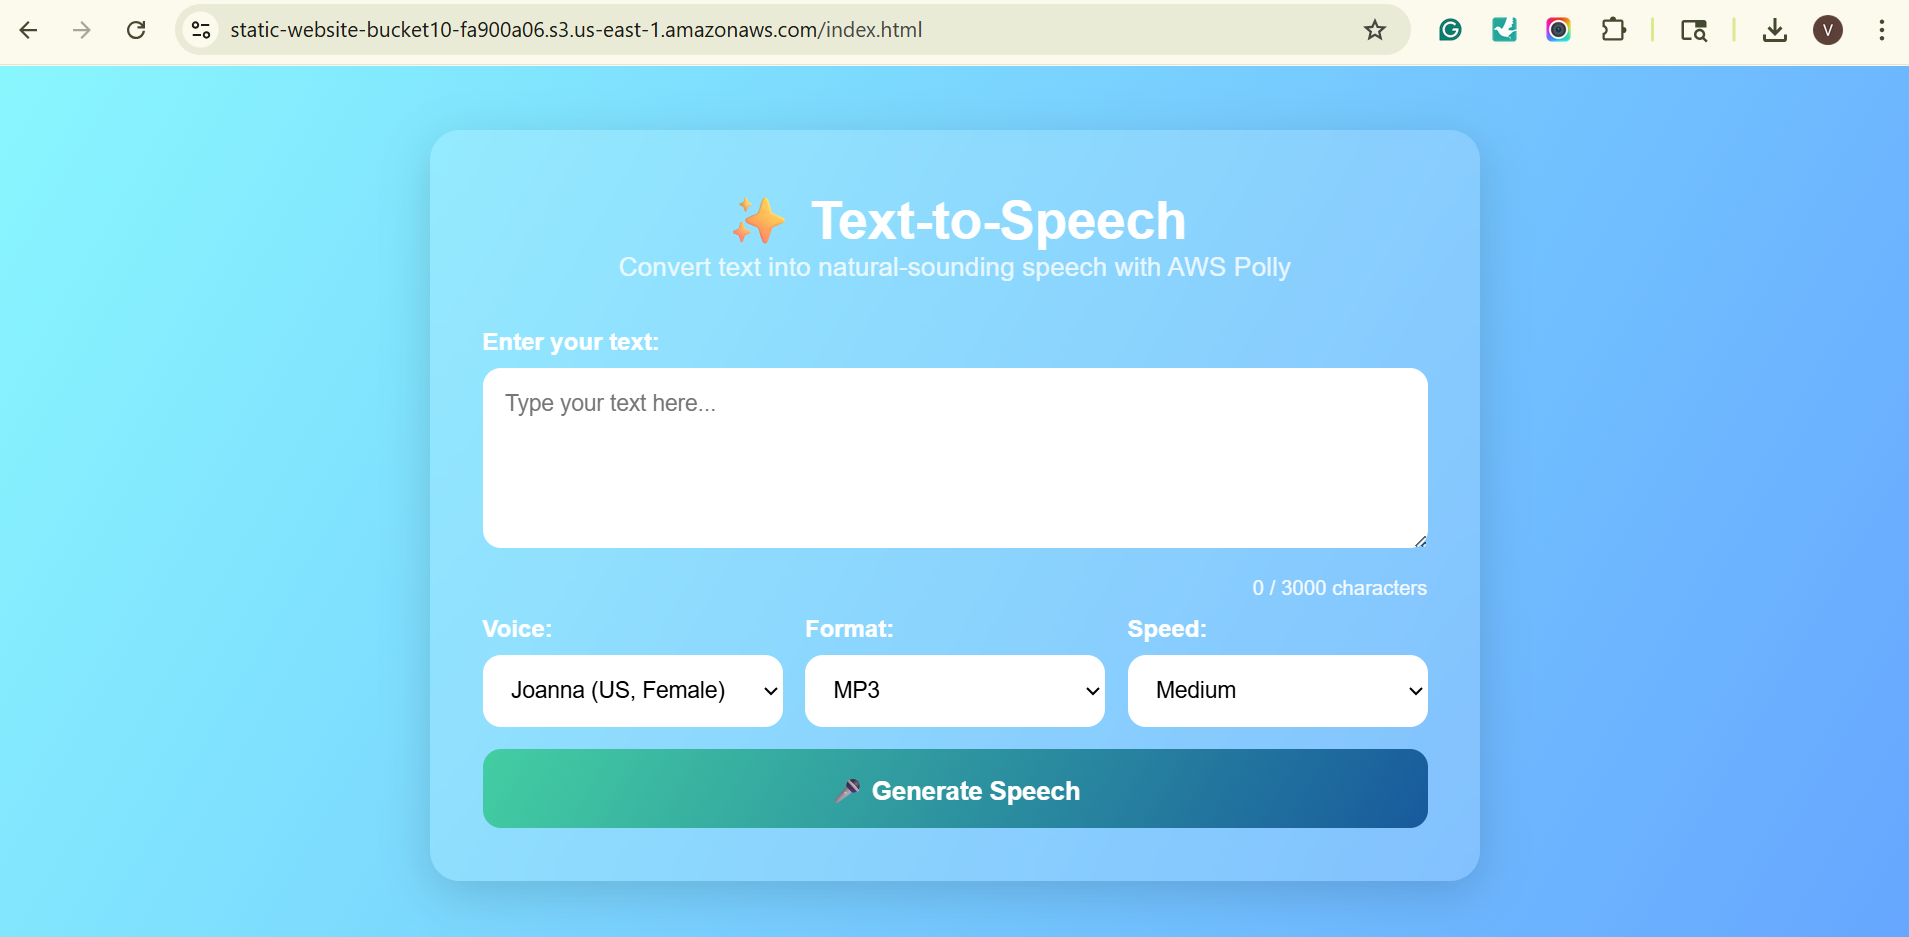 static-website-bucket10-fa900a06.s3.us-east-1.amazonaws.com/index.html
V
✨ Text-to-Speech
Convert text into natural-sounding speech with AWS Polly
Enter your text:
Type your text here...
0 / 3000 characters
Voice: Format: Speed:
Joanna (US, Female) MP3 Medium
🎤 Generate Speech